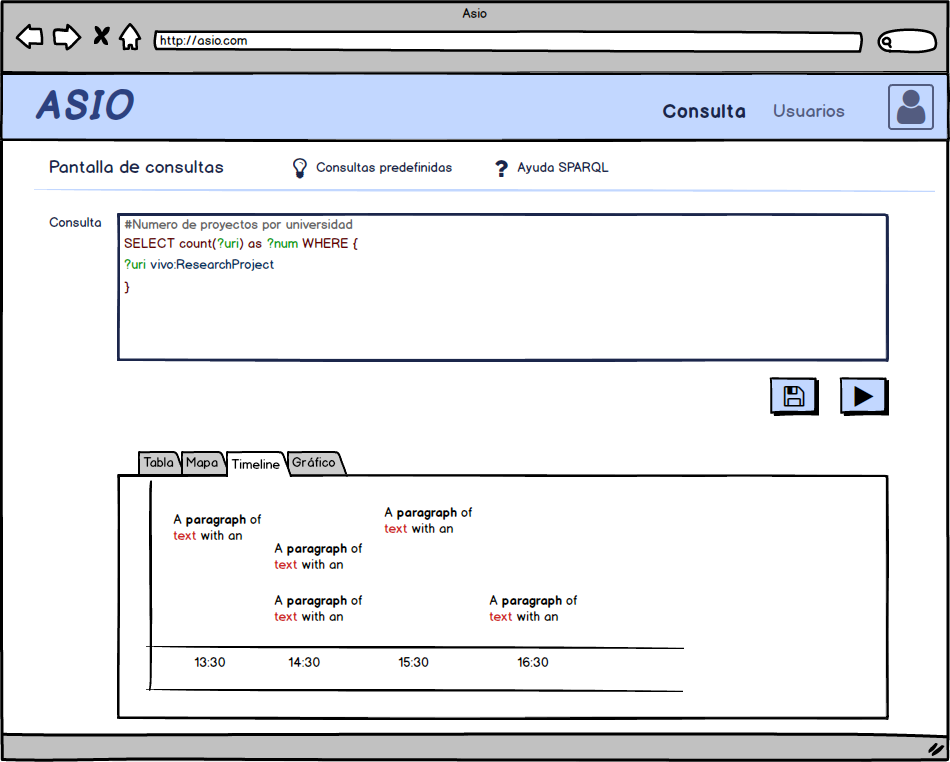 Asio
http://asio.com
ASIO
Consulta Usuarios
Pantalla de consultas Consultas predefinidas ? Ayuda SPARQL
Consulta
#Numero de proyectos por universidad
SELECT count(?uri) as ?num WHERE {
?uri vivo:ResearchProject
}
Tabla Mapa Timeline Gráfico
A paragraph of
text with an
A paragraph of
text with an
A paragraph of
text with an
A paragraph of
text with an
A paragraph of
text with an
13:30 14:30 15:30 16:30